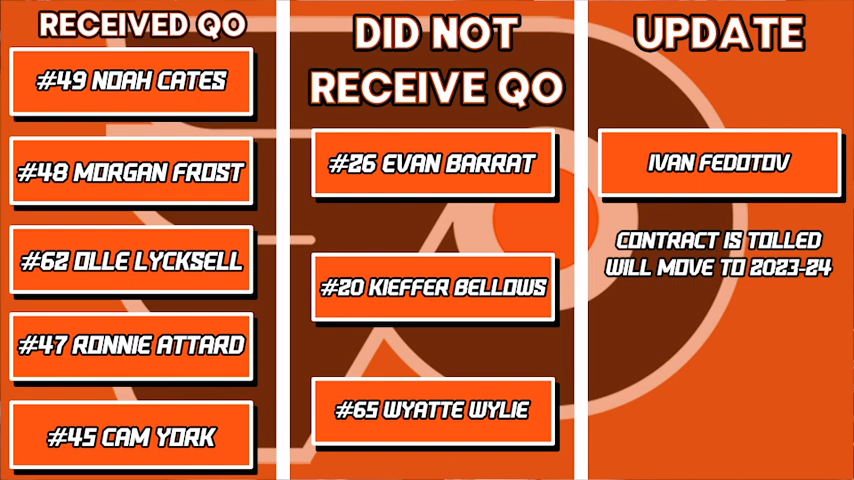 RECEIVED QO
#49 NOAH CATES
#48 MORGAN FROST
#62 OLLE LYCKSELL
#47 RONNIE ATTARD
#45 CAM YORK
DID NOT
RECEIVE QO
#26 EVAN BARRAT
#20 KIEFFER BELLOWS
#65 WYATTE WYLIE
UPDATE
IVAN FEDOTOV
CONTRACT IS TOLLED
WILL MOVE TO 2023-24